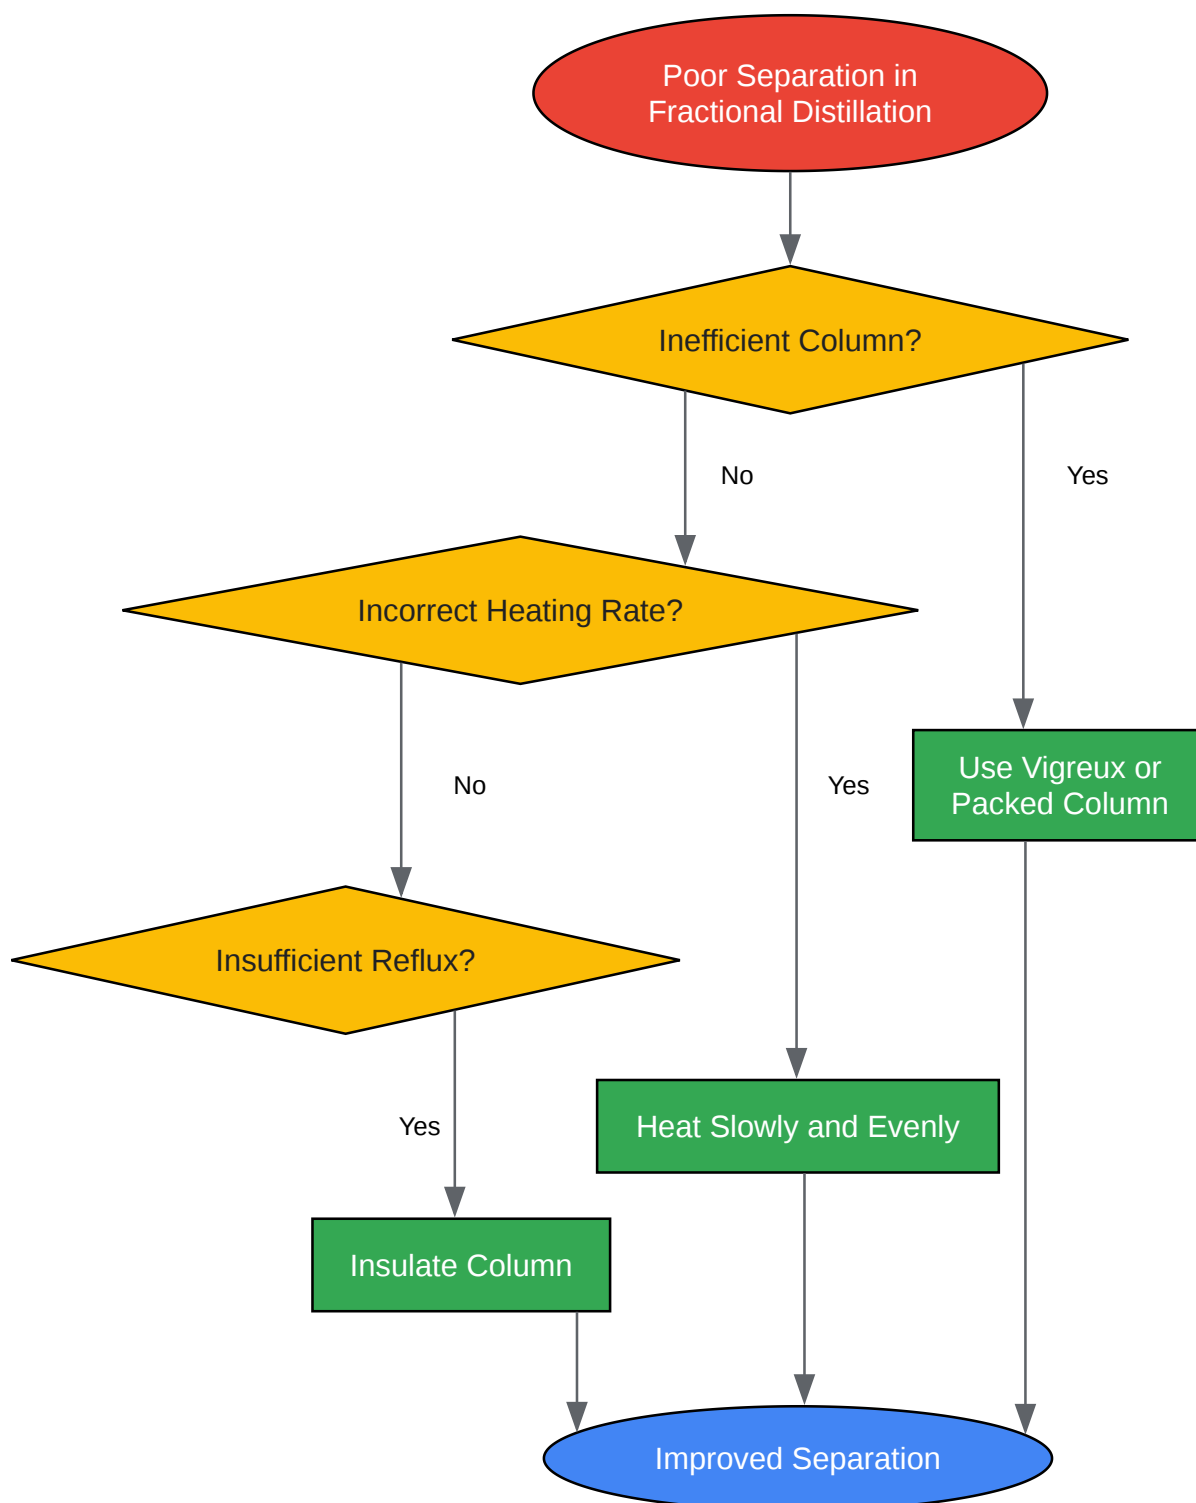 Poor Separation in
Fractional Distillation
Inefficient Column?
No
Yes
Incorrect Heating Rate?
No
Yes
Use Vigreux or
Packed Column
Insufficient Reflux?
Yes
Heat Slowly and Evenly
Insulate Column
Improved Separation